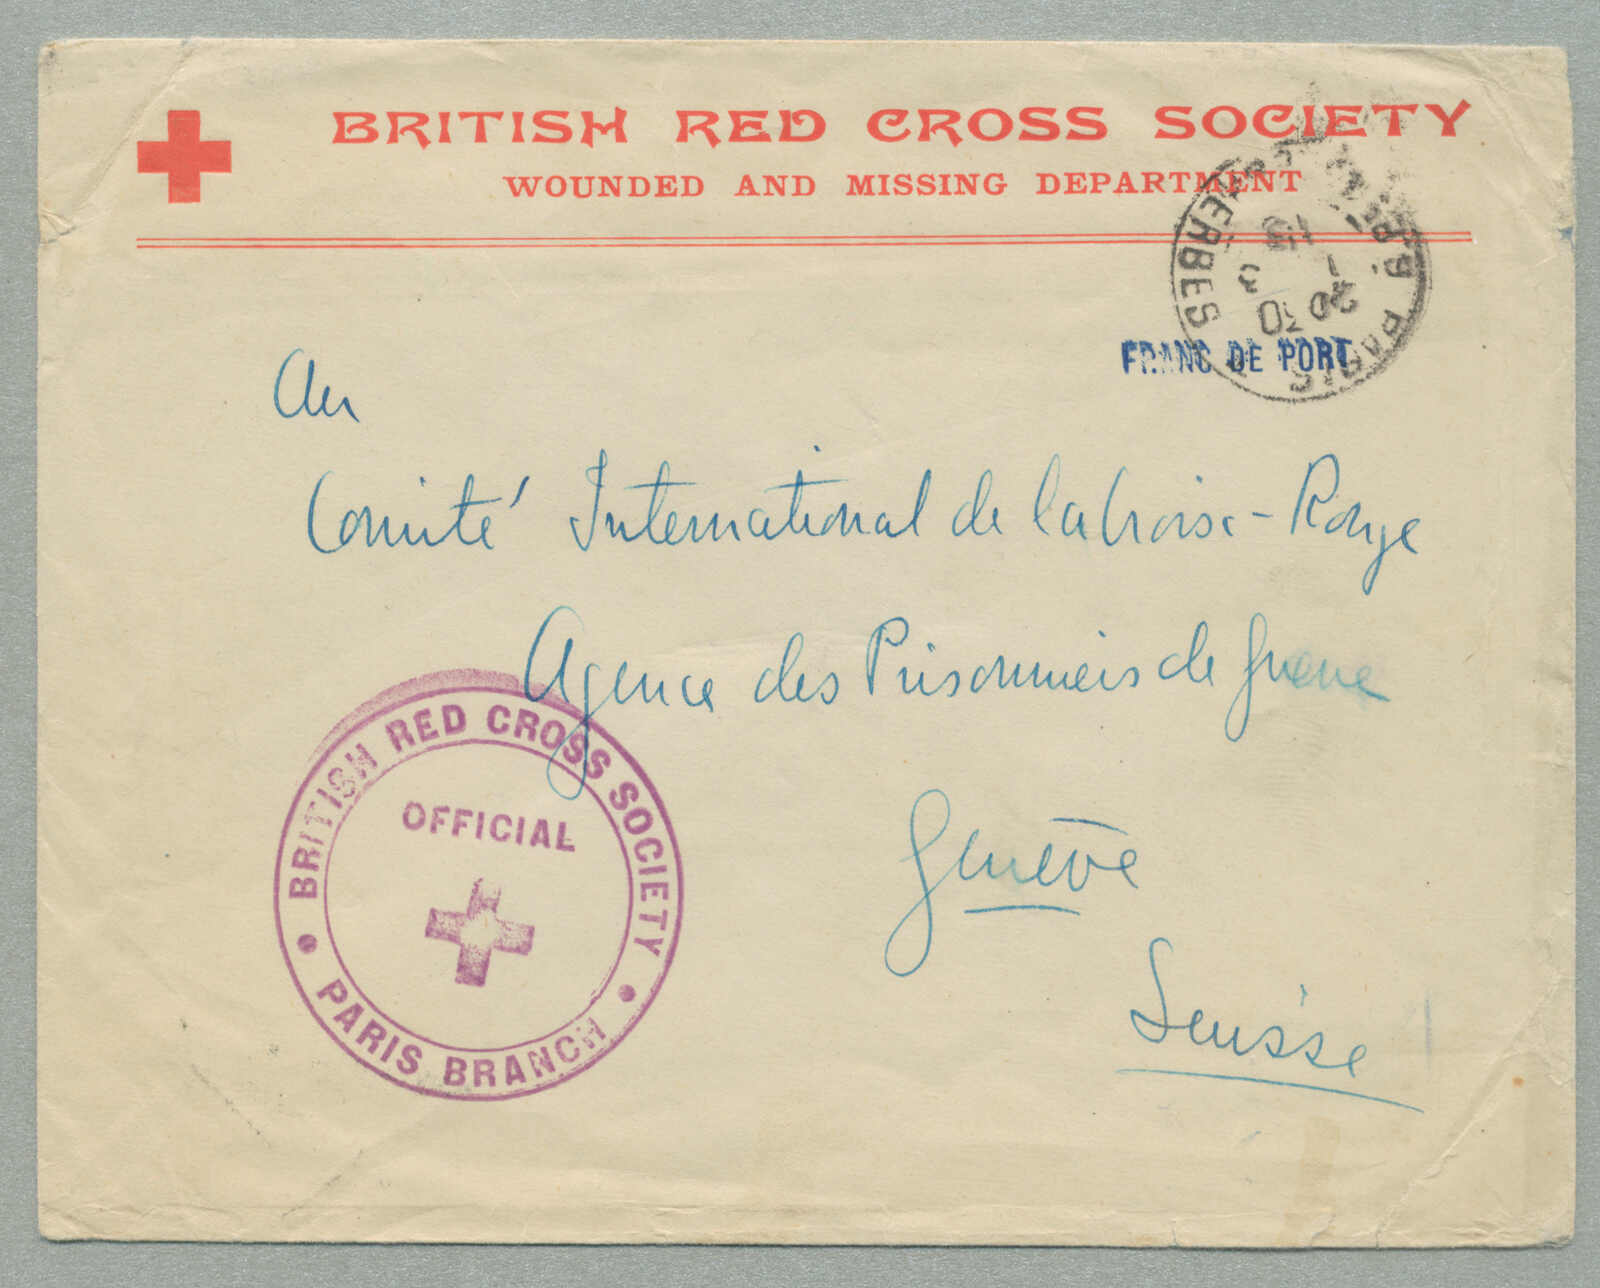 BRITISH RED CROSS SOCIETY
WOUNDED AND MISSING DEPARTMENT
PARIS
FRANC DE PORT
Au
Comité International de la Croix-Rouge
Agence des Prisonniers de guerre
Genève
Suisse
BRITISH RED CROSS SOCIETY
OFFICIAL
PARIS BRANCH